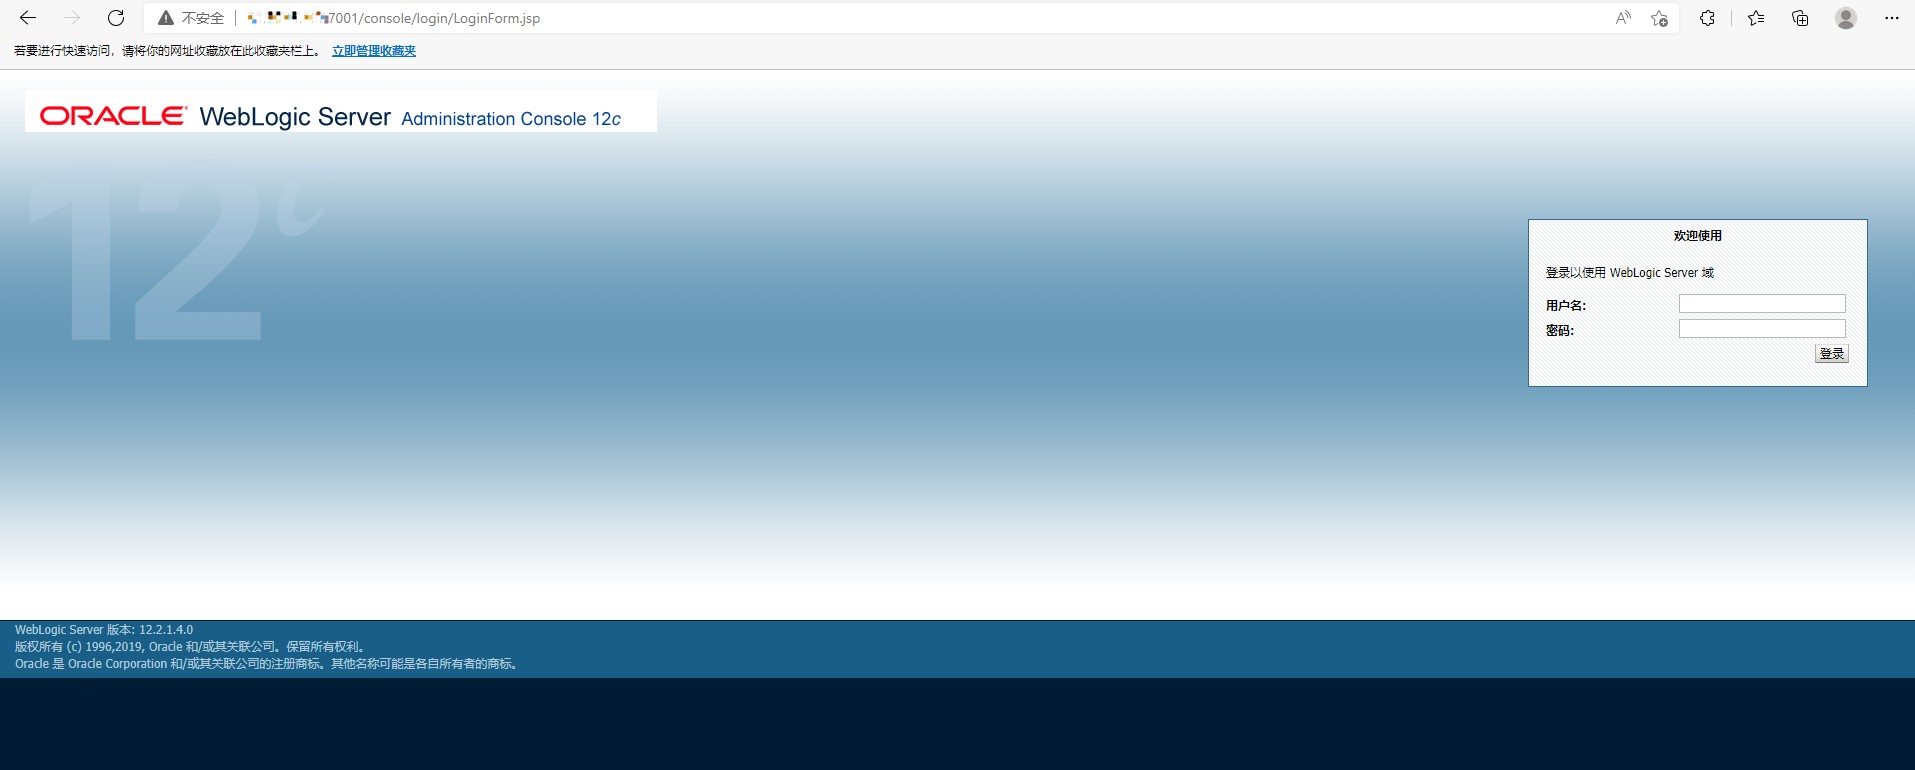 不安全 7001/console/login/LoginForm.jsp
若要进行快速访问，请将你的网址收藏放在此收藏夹栏上。 立即管理收藏夹
ORACLE WebLogic Server Administration Console 12c
12c
欢迎使用
登录以使用 WebLogic Server 域
用户名:
密码:
登录
WebLogic Server 版本: 12.2.1.4.0
版权所有 (c) 1996,2019, Oracle 和/或其关联公司。保留所有权利。
Oracle 是 Oracle Corporation 和/或其关联公司的注册商标。其他名称可能是各自所有者的商标。